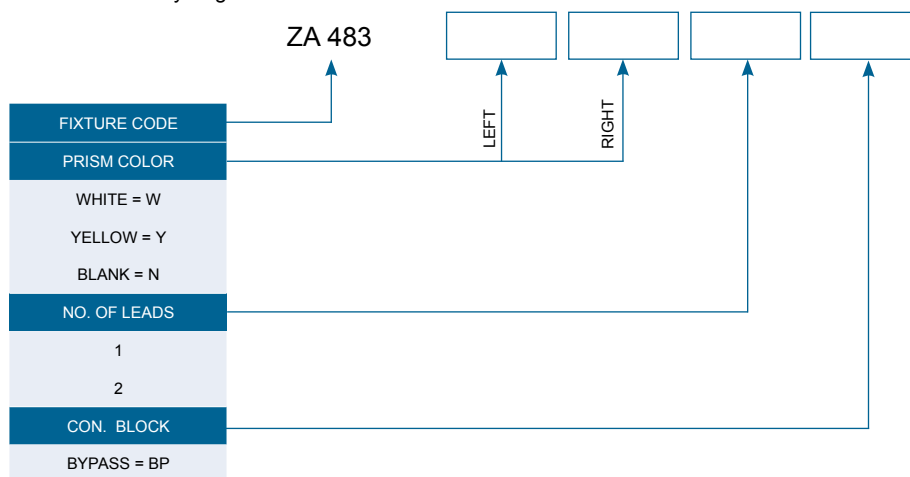 ZA 483
LEFT
RIGHT
FIXTURE CODE
PRISM COLOR
WHITE = W
YELLOW = Y
BLANK = N
NO. OF LEADS
1
2
CON. BLOCK
BYPASS = BP